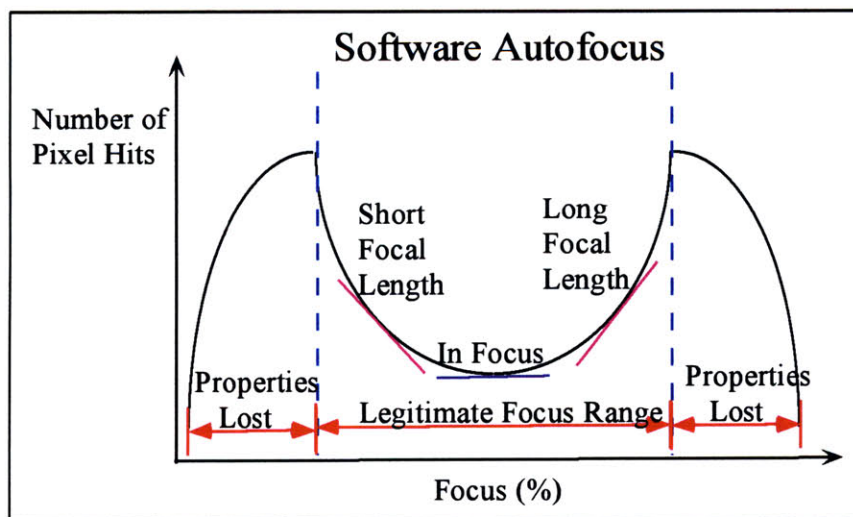 Software Autofocus
Number of
Pixel Hits
Short
Focal
Length
Long
Focal
Length
In Focus
Properties
Lost
Legitimate Focus Range
Properties
Lost
Focus (%)